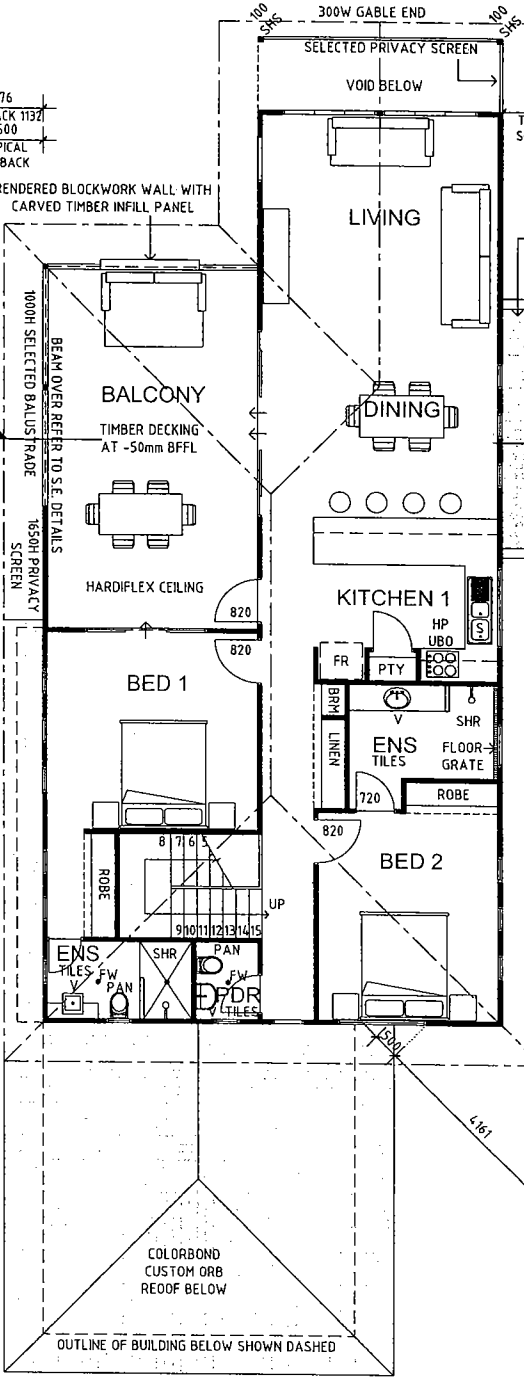 100
SHS
300W GABLE END
100
SHS
SELECTED PRIVACY SCREEN
VOID BELOW
76
ACK 1132
500
PICAL
BACK
RENDERED BLOCKWORK WALL WITH
CARVED TIMBER INFILL PANEL
LIVING
1000H SELECTED BALUSTRADE
BEAM OVER REFER TO S.E. DETAILS
BALCONY
TIMBER DECKING
AT -50mm BFFL
DINING
1650H PRIVACY
SCREEN
HARDIFLEX CEILING
820
KITCHEN 1
HP
UBO
S
820
FR
PTY
BED 1
BRM
LINEN
V
SHR
ENS
TILES
FLOOR
GRATE
720
ROBE
820
BED 2
8 7 6 5
ROBE
UP
9 10 11 12 13 14 15
ENS
TILES
FW
PAN
V
SHR
PAN
FW
PDR
V TILES
1500
4161
COLORBOND
CUSTOM ORB
REOOF BELOW
OUTLINE OF BUILDING BELOW SHOWN DASHED